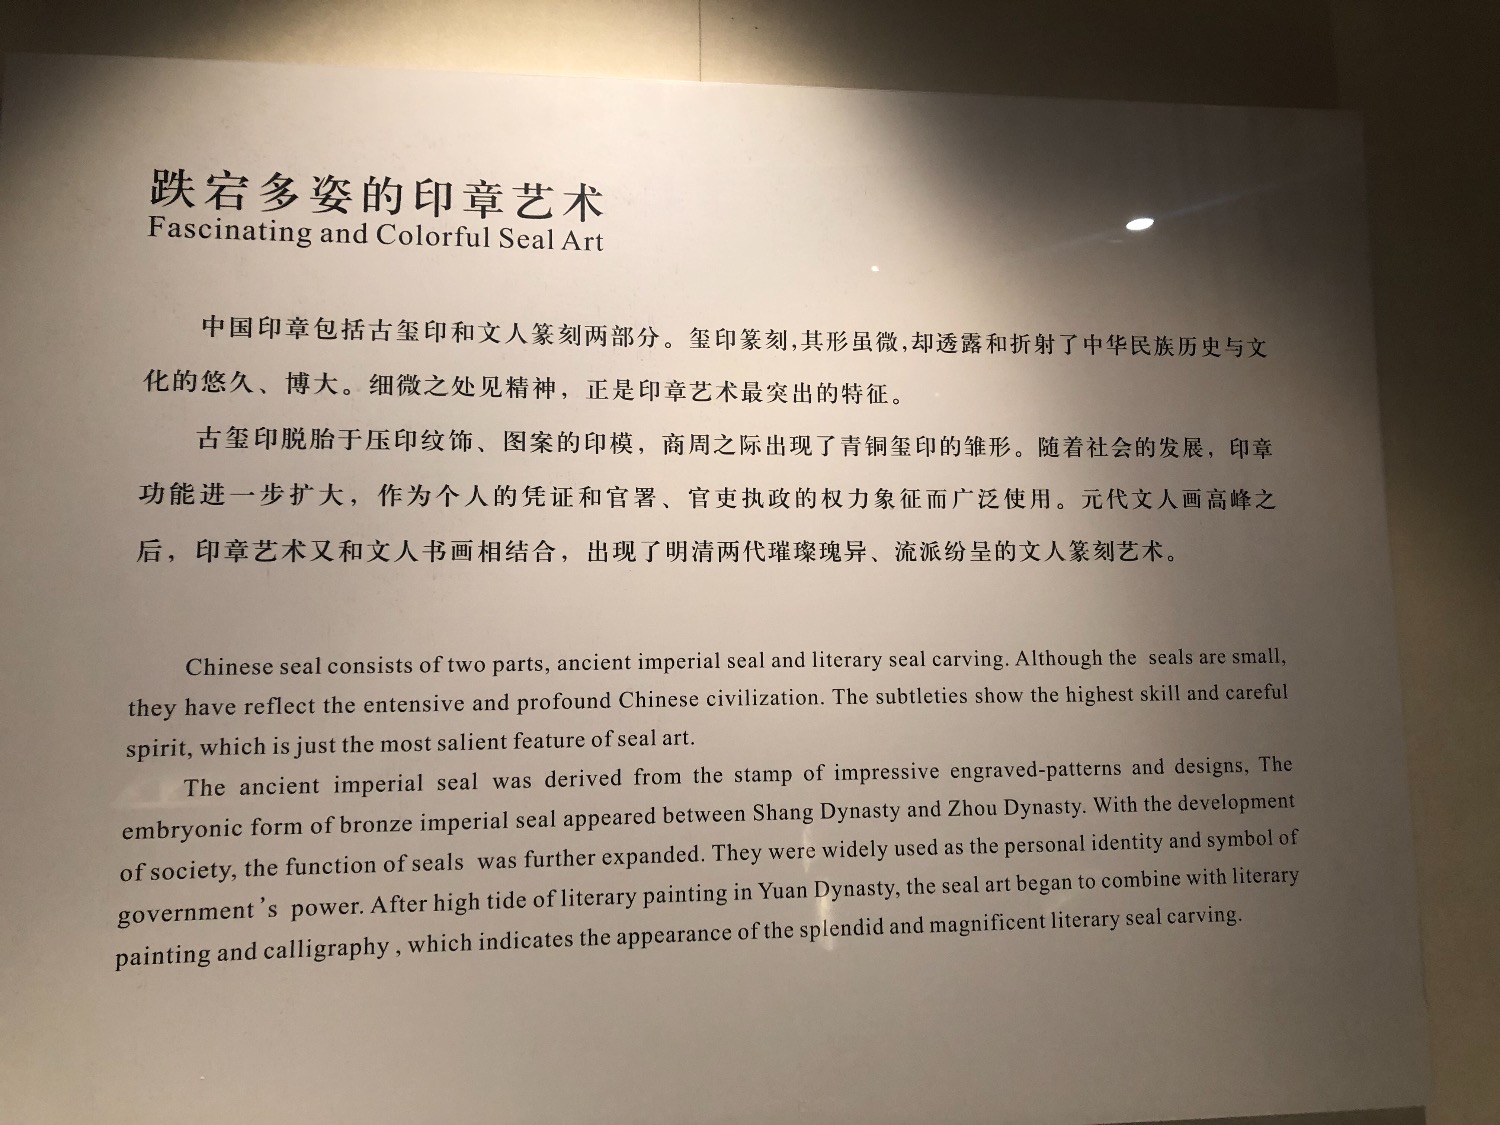 跌宕多姿的印章艺术
Fascinating and Colorful Seal Art
中国印章包括古玺印和文人篆刻两部分。玺印篆刻,其形虽微,却透露和折射了中华民族历史与文
化的悠久、博大。细微之处见精神，正是印章艺术最突出的特征。
古玺印脱胎于压印纹饰、图案的印模，商周之际出现了青铜玺印的雏形。随着社会的发展，印章
功能进一步扩大，作为个人的凭证和官署、官吏执政的权力象征而广泛使用。元代文人画高峰之
后，印章艺术又和文人书画相结合，出现了明清两代璀璨瑰异、流派纷呈的文人篆刻艺术。
Chinese seal consists of two parts, ancient imperial seal and literary seal carving. Although the seals are small,
they have reflect the entensive and profound Chinese civilization. The subtleties show the highest skill and careful
spirit, which is just the most salient feature of seal art.
The ancient imperial seal was derived from the stamp of impressive engraved-patterns and designs, The
embryonic form of bronze imperial seal appeared between Shang Dynasty and Zhou Dynasty. With the development
of society, the function of seals was further expanded. They were widely used as the personal identity and symbol of
government's power. After high tide of literary painting in Yuan Dynasty, the seal art began to combine with literary
painting and calligraphy , which indicates the appearance of the splendid and magnificent literary seal carving.